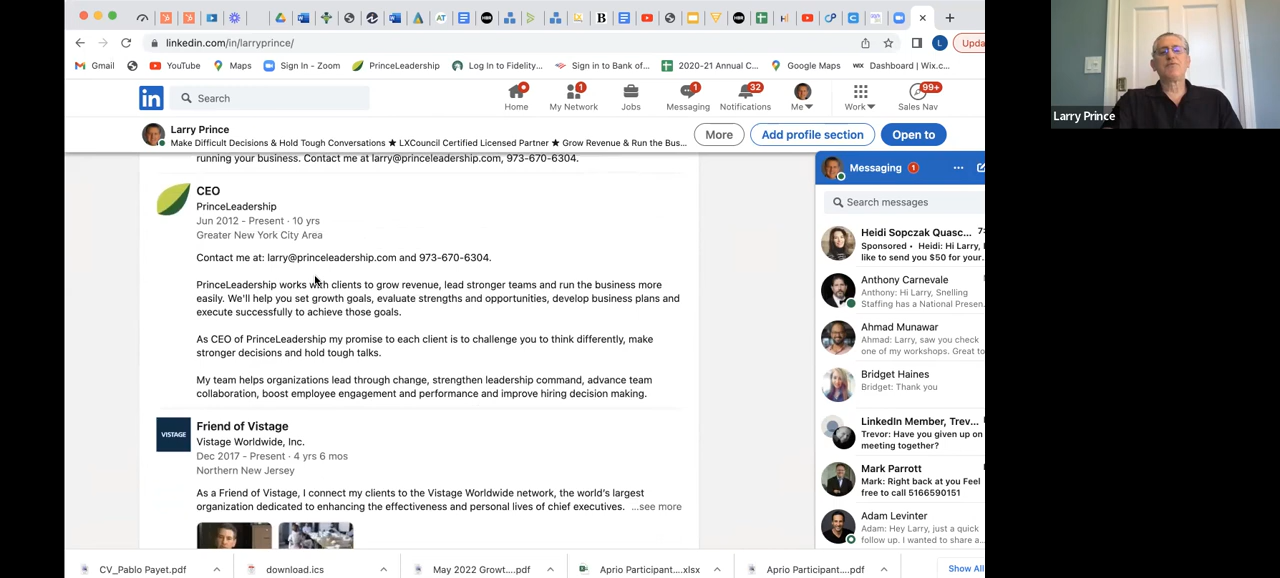 linkedin.com/in/larryprince/
Upda
Gmail
YouTube
Maps
Sign In - Zoom
PrinceLeadership
Log In to Fidelity...
Sign in to Bank of...
2020-21 Annual C...
Google Maps
WIX Dashboard | Wix.c...
in
Search
Home
1
My Network
Jobs
1
Messaging
32
Notifications
Me
Work
99+
Sales Nav
Larry Prince
Make Difficult Decisions & Hold Tough Conversations ★ LXCouncil Certified Licensed Partner ★ Grow Revenue & Run the Bus...
More
Add profile section
Open to
running your business. Contact me at larry@princeleadership.com, 973-670-6304.
CEO
PrinceLeadership
Jun 2012 - Present · 10 yrs
Greater New York City Area
Contact me at: larry@princeleadership.com and 973-670-6304.
PrinceLeadership works with clients to grow revenue, lead stronger teams and run the business more
easily. We'll help you set growth goals, evaluate strengths and opportunities, develop business plans and
execute successfully to achieve those goals.
As CEO of PrinceLeadership my promise to each client is to challenge you to think differently, make
stronger decisions and hold tough talks.
My team helps organizations lead through change, strengthen leadership command, advance team
collaboration, boost employee engagement and performance and improve hiring decision making.
VISTAGE
Friend of Vistage
Vistage Worldwide, Inc.
Dec 2017 - Present · 4 yrs 6 mos
Northern New Jersey
As a Friend of Vistage, I connect my clients to the Vistage Worldwide network, the world's largest
organization dedicated to enhancing the effectiveness and personal lives of chief executives. ...see more
Messaging 1
Search messages
Heidi Sopczak Quasc...
Sponsored • Heidi: Hi Larry, I
like to send you $50 for your
Anthony Carnevale
Anthony: Hi Larry, Snelling
Staffing has a National Presen
Ahmad Munawar
Ahmad: Larry, saw you check
one of my workshops. Great to
Bridget Haines
Bridget: Thank you
LinkedIn Member, Trev...
Trevor: Have you given up on
meeting together?
Mark Parrott
Mark: Right back at you Feel
free to call 5166590151
Adam Levinter
Adam: Hey Larry, just a quick
follow up. I wanted to share a
CV_Pablo Payet.pdf
download.ics
May 2022 Growt....pdf
Aprio Participant....xlsx
Aprio Participant....pdf
Show All
Larry Prince